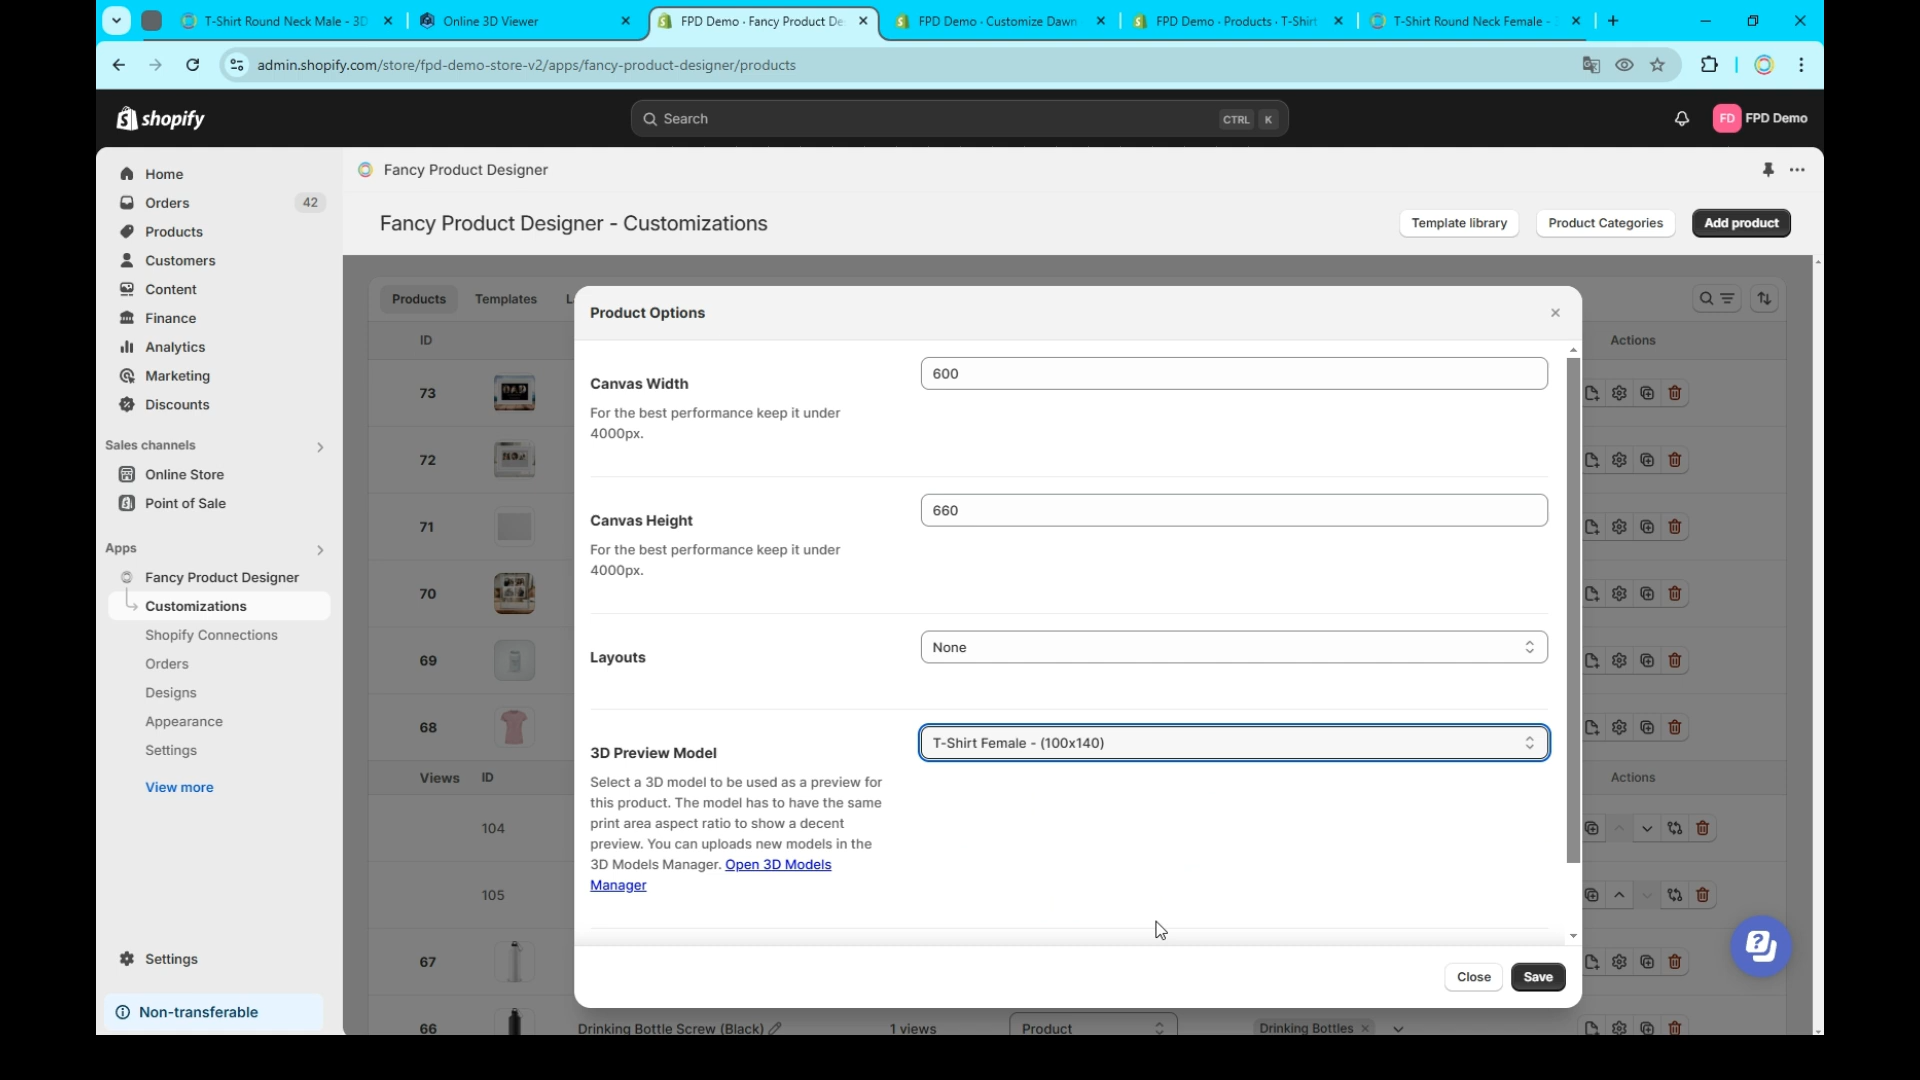 T-Shirt Round Neck Male - 3D
Online 3D Viewer
FPD Demo · Fancy Product De
FPD Demo · Customize Dawn
FPD Demo · Products · T-Shirt
T-Shirt Round Neck Female -
admin.shopify.com/store/fpd-demo-store-v2/apps/fancy-product-designer/products
shopify
Search
CTRL K
FD FPD Demo
Home
Orders 42
Products
Customers
Content
Finance
Analytics
Marketing
Discounts
Sales channels
Online Store
Point of Sale
Apps
Fancy Product Designer
Customizations
Shopify Connections
Orders
Designs
Appearance
Settings
View more
Settings
Non-transferable
Fancy Product Designer
Fancy Product Designer - Customizations
Template library
Product Categories
Add product
Products Templates L
ID Actions
73
72
71
70
69
68
Views ID Actions
104
105
67
66 Drinking Bottle Screw (Black) 1 views Product Drinking Bottles
Product Options
Canvas Width
600
For the best performance keep it under
4000px.
Canvas Height
660
For the best performance keep it under
4000px.
Layouts
None
3D Preview Model
T-Shirt Female - (100x140)
Select a 3D model to be used as a preview for
this product. The model has to have the same
print area aspect ratio to show a decent
preview. You can uploads new models in the
3D Models Manager. Open 3D Models
Manager
Close
Save